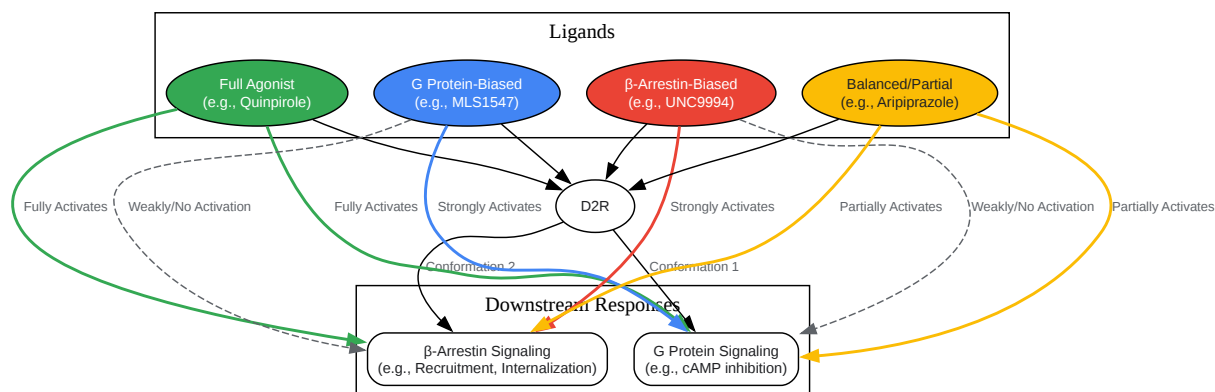 Ligands
Full Agonist
(e.g., Quinpirole)
G Protein-Biased
(e.g., MLS1547)
β-Arrestin-Biased
(e.g., UNC9994)
Balanced/Partial
(e.g., Aripiprazole)
Fully Activates
Weakly/No Activation
Fully Activates
Strongly Activates
D2R
Strongly Activates
Partially Activates
Weakly/No Activation
Partially Activates
Conformation 2
Conformation 1
Downstream Responses
β-Arrestin Signaling
(e.g., Recruitment, Internalization)
G Protein Signaling
(e.g., cAMP inhibition)